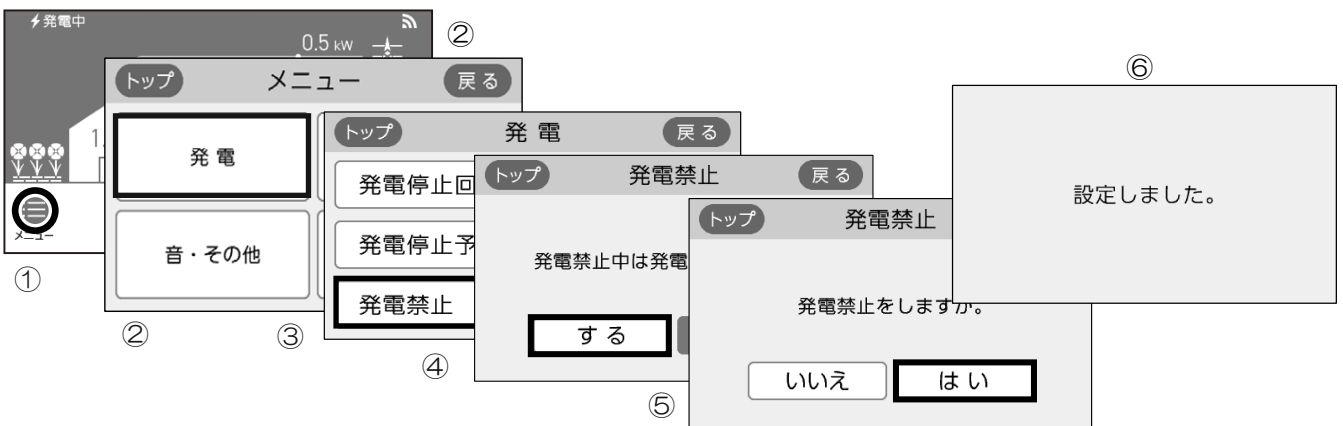 発電中
0.5 kW
②
メニュー
①
トップ
メニュー
戻る
発電
音・その他
②
③
トップ
発電
戻る
発電停止回
発電停止予
発電禁止
④
トップ
発電禁止
戻る
発電禁止中は発電
する
⑤
トップ
発電禁止
発電禁止をしますか。
いいえ
はい
⑥
設定しました。